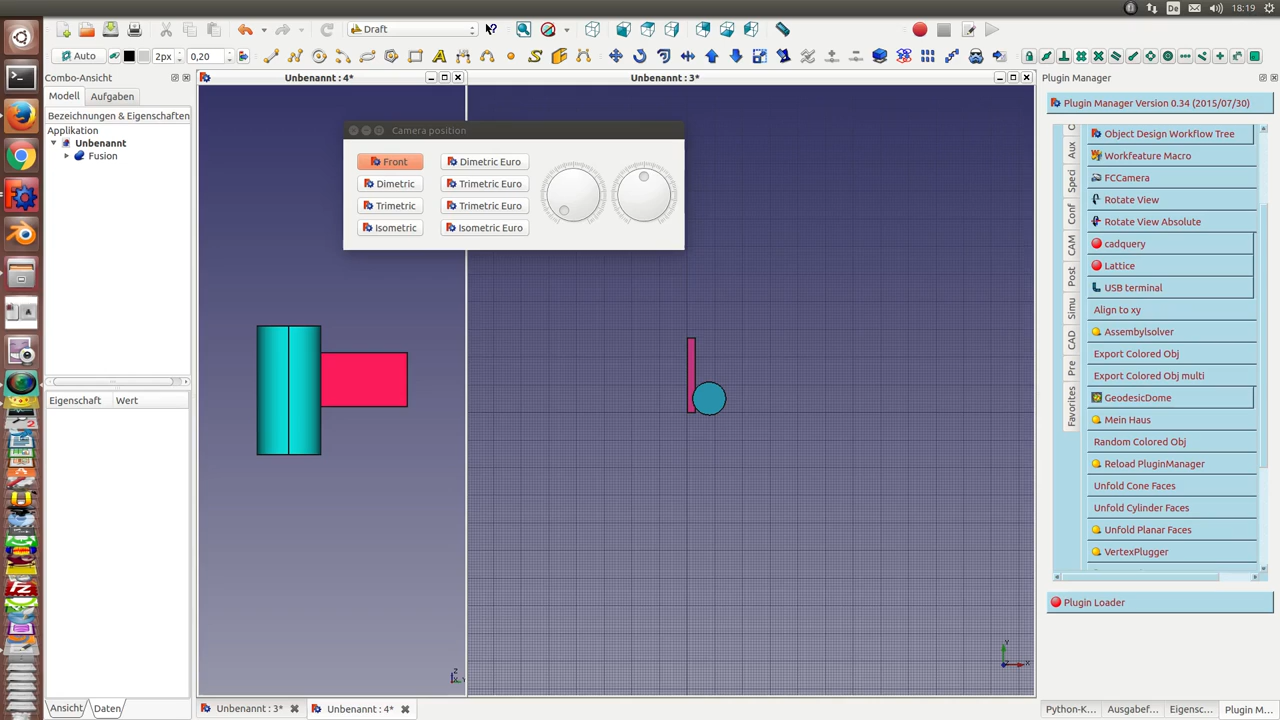 De
18:19
Draft
Auto
2px
0,20
Combo-Ansicht
Unbenannt : 4*
Unbenannt : 3*
Plugin Manager
Modell
Aufgaben
Bezeichnungen & Eigenschaften
Applikation
Unbenannt
Fusion
Eigenschaft
Wert
Ansicht
Daten
Camera position
Front
Dimetric Euro
Dimetric
Trimetric Euro
Trimetric
Trimetric Euro
Isometric
Isometric Euro
Z
Y
Y
X
Unbenannt : 3*
Unbenannt : 4*
Plugin Manager Version 0.34 (2015/07/30)
Aux
Speci
Conf
CAM
Post
Simu
CAD
Pre
Favorites
Object Design Workflow Tree
Workfeature Macro
FCCamera
Rotate View
Rotate View Absolute
cadquery
Lattice
USB terminal
Align to xy
Assembylsolver
Export Colored Obj
Export Colored Obj multi
GeodesicDome
Mein Haus
Random Colored Obj
Reload PluginManager
Unfold Cone Faces
Unfold Cylinder Faces
Unfold Planar Faces
VertexPlugger
Plugin Loader
Python-K...
Ausgabef...
Eigensc...
Plugin M...